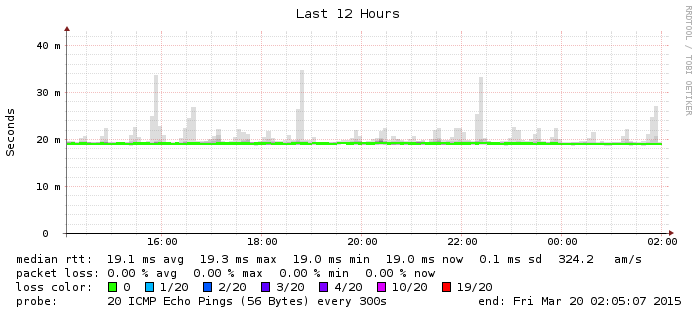 Last 12 Hours
RRDTOOL / TOBI OETIKER
Seconds
40 m
30 m
20 m
10 m
0
16:00 18:00 20:00 22:00 00:00 02:00
median rtt: 19.1 ms avg 19.3 ms max 19.0 ms min 19.0 ms now 0.1 ms sd 324.2 am/s
packet loss: 0.00 % avg 0.00 % max 0.00 % min 0.00 % now
loss color: 0 1/20 2/20 3/20 4/20 10/20 19/20
probe: 20 ICMP Echo Pings (56 Bytes) every 300s end: Fri Mar 20 02:05:07 2015